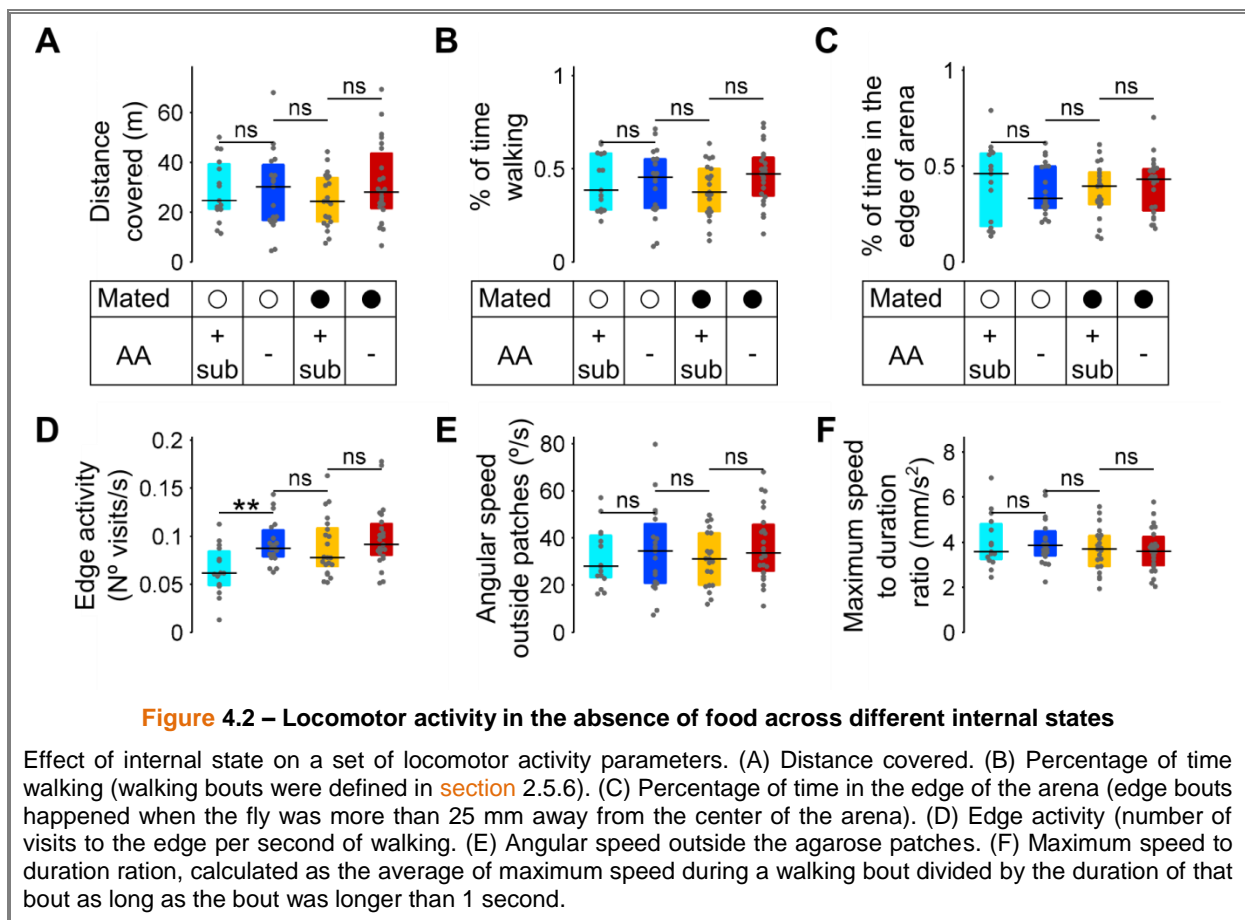 A
B
C
Distance
covered (m)
60
40
20
0
ns
ns
ns
% of time
walking
1
0.5
0
ns
ns
ns
% of time in the
edge of arena
1
0.5
0
ns
ns
ns
Mated ○ ○ ● ●
AA + sub - + sub -
Mated ○ ○ ● ●
AA + sub - + sub -
Mated ○ ○ ● ●
AA + sub - + sub -
D
E
F
Edge activity
(Nº visits/s)
0.2
0.15
0.1
0.05
0
**
ns
ns
Angular speed
outside patches (º/s)
80
60
40
20
0
ns
ns
ns
Maximum speed
to duration
ratio (mm/s²)
8
6
4
2
0
ns
ns
ns
Figure 4.2 – Locomotor activity in the absence of food across different internal states
Effect of internal state on a set of locomotor activity parameters. (A) Distance covered. (B) Percentage of time
walking (walking bouts were defined in section 2.5.6). (C) Percentage of time in the edge of the arena (edge bouts
happened when the fly was more than 25 mm away from the center of the arena). (D) Edge activity (number of
visits to the edge per second of walking. (E) Angular speed outside the agarose patches. (F) Maximum speed to
duration ration, calculated as the average of maximum speed during a walking bout divided by the duration of that
bout as long as the bout was longer than 1 second.